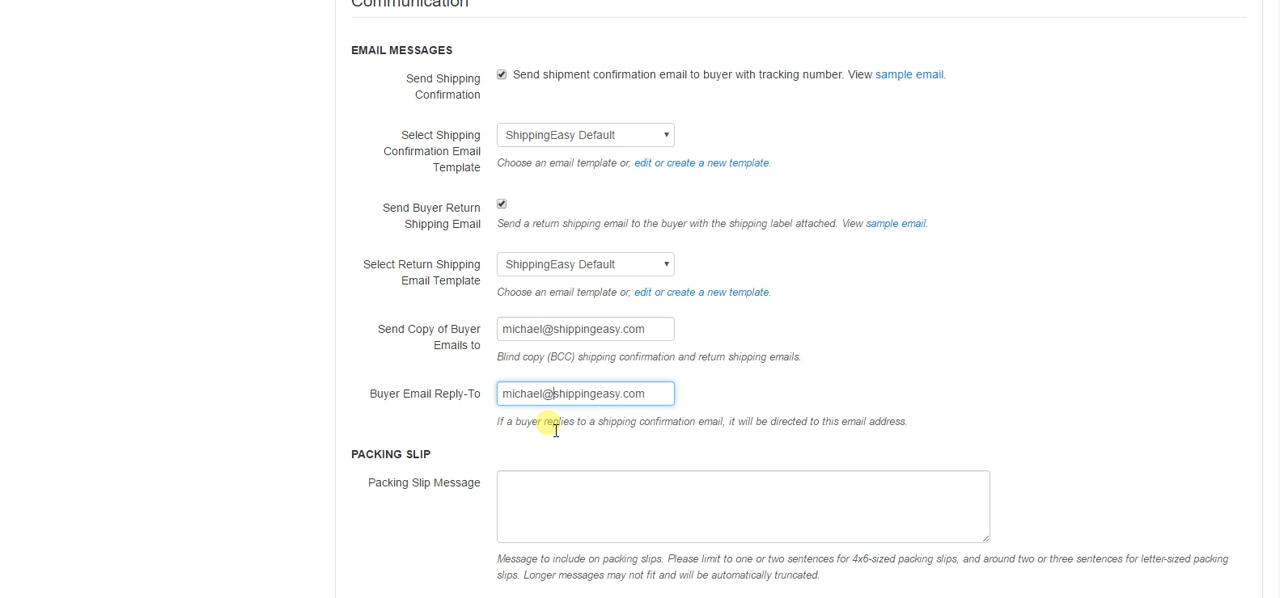 Communication
EMAIL MESSAGES
Send Shipping Confirmation
Send shipment confirmation email to buyer with tracking number. View sample email.
Select Shipping Confirmation Email Template
ShippingEasy Default
Choose an email template or, edit or create a new template.
Send Buyer Return Shipping Email
Send a return shipping email to the buyer with the shipping label attached. View sample email.
Select Return Shipping Email Template
ShippingEasy Default
Choose an email template or, edit or create a new template.
Send Copy of Buyer Emails to
michael@shippingeasy.com
Blind copy (BCC) shipping confirmation and return shipping emails.
Buyer Email Reply-To
michael@shippingeasy.com
If a buyer replies to a shipping confirmation email, it will be directed to this email address.
PACKING SLIP
Packing Slip Message
Message to include on packing slips. Please limit to one or two sentences for 4x6-sized packing slips, and around two or three sentences for letter-sized packing
slips. Longer messages may not fit and will be automatically truncated.